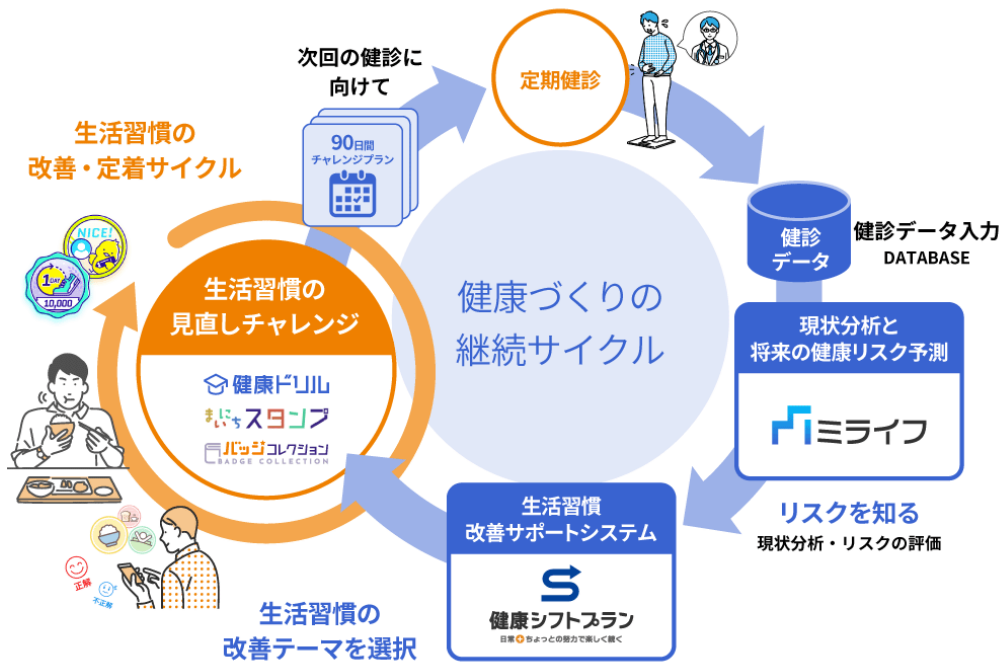 次回の健診に
向けて
定期健診
90日間
チャレンジプラン
生活習慣の
改善・定着サイクル
NICE!
1DAY
10,000
健診
データ
健診データ入力
DATABASE
生活習慣の
見直しチャレンジ
健康ドリル
まいにちスタンプ
バッジコレクション
BADGE COLLECTION
健康づくりの
継続サイクル
現状分析と
将来の健康リスク予測
ミライフ
リスクを知る
現状分析・リスクの評価
生活習慣
改善サポートシステム
健康シフトプラン
日常+ちょっとの努力で楽しく継ぐ
正解
不正解
生活習慣の
改善テーマを選択